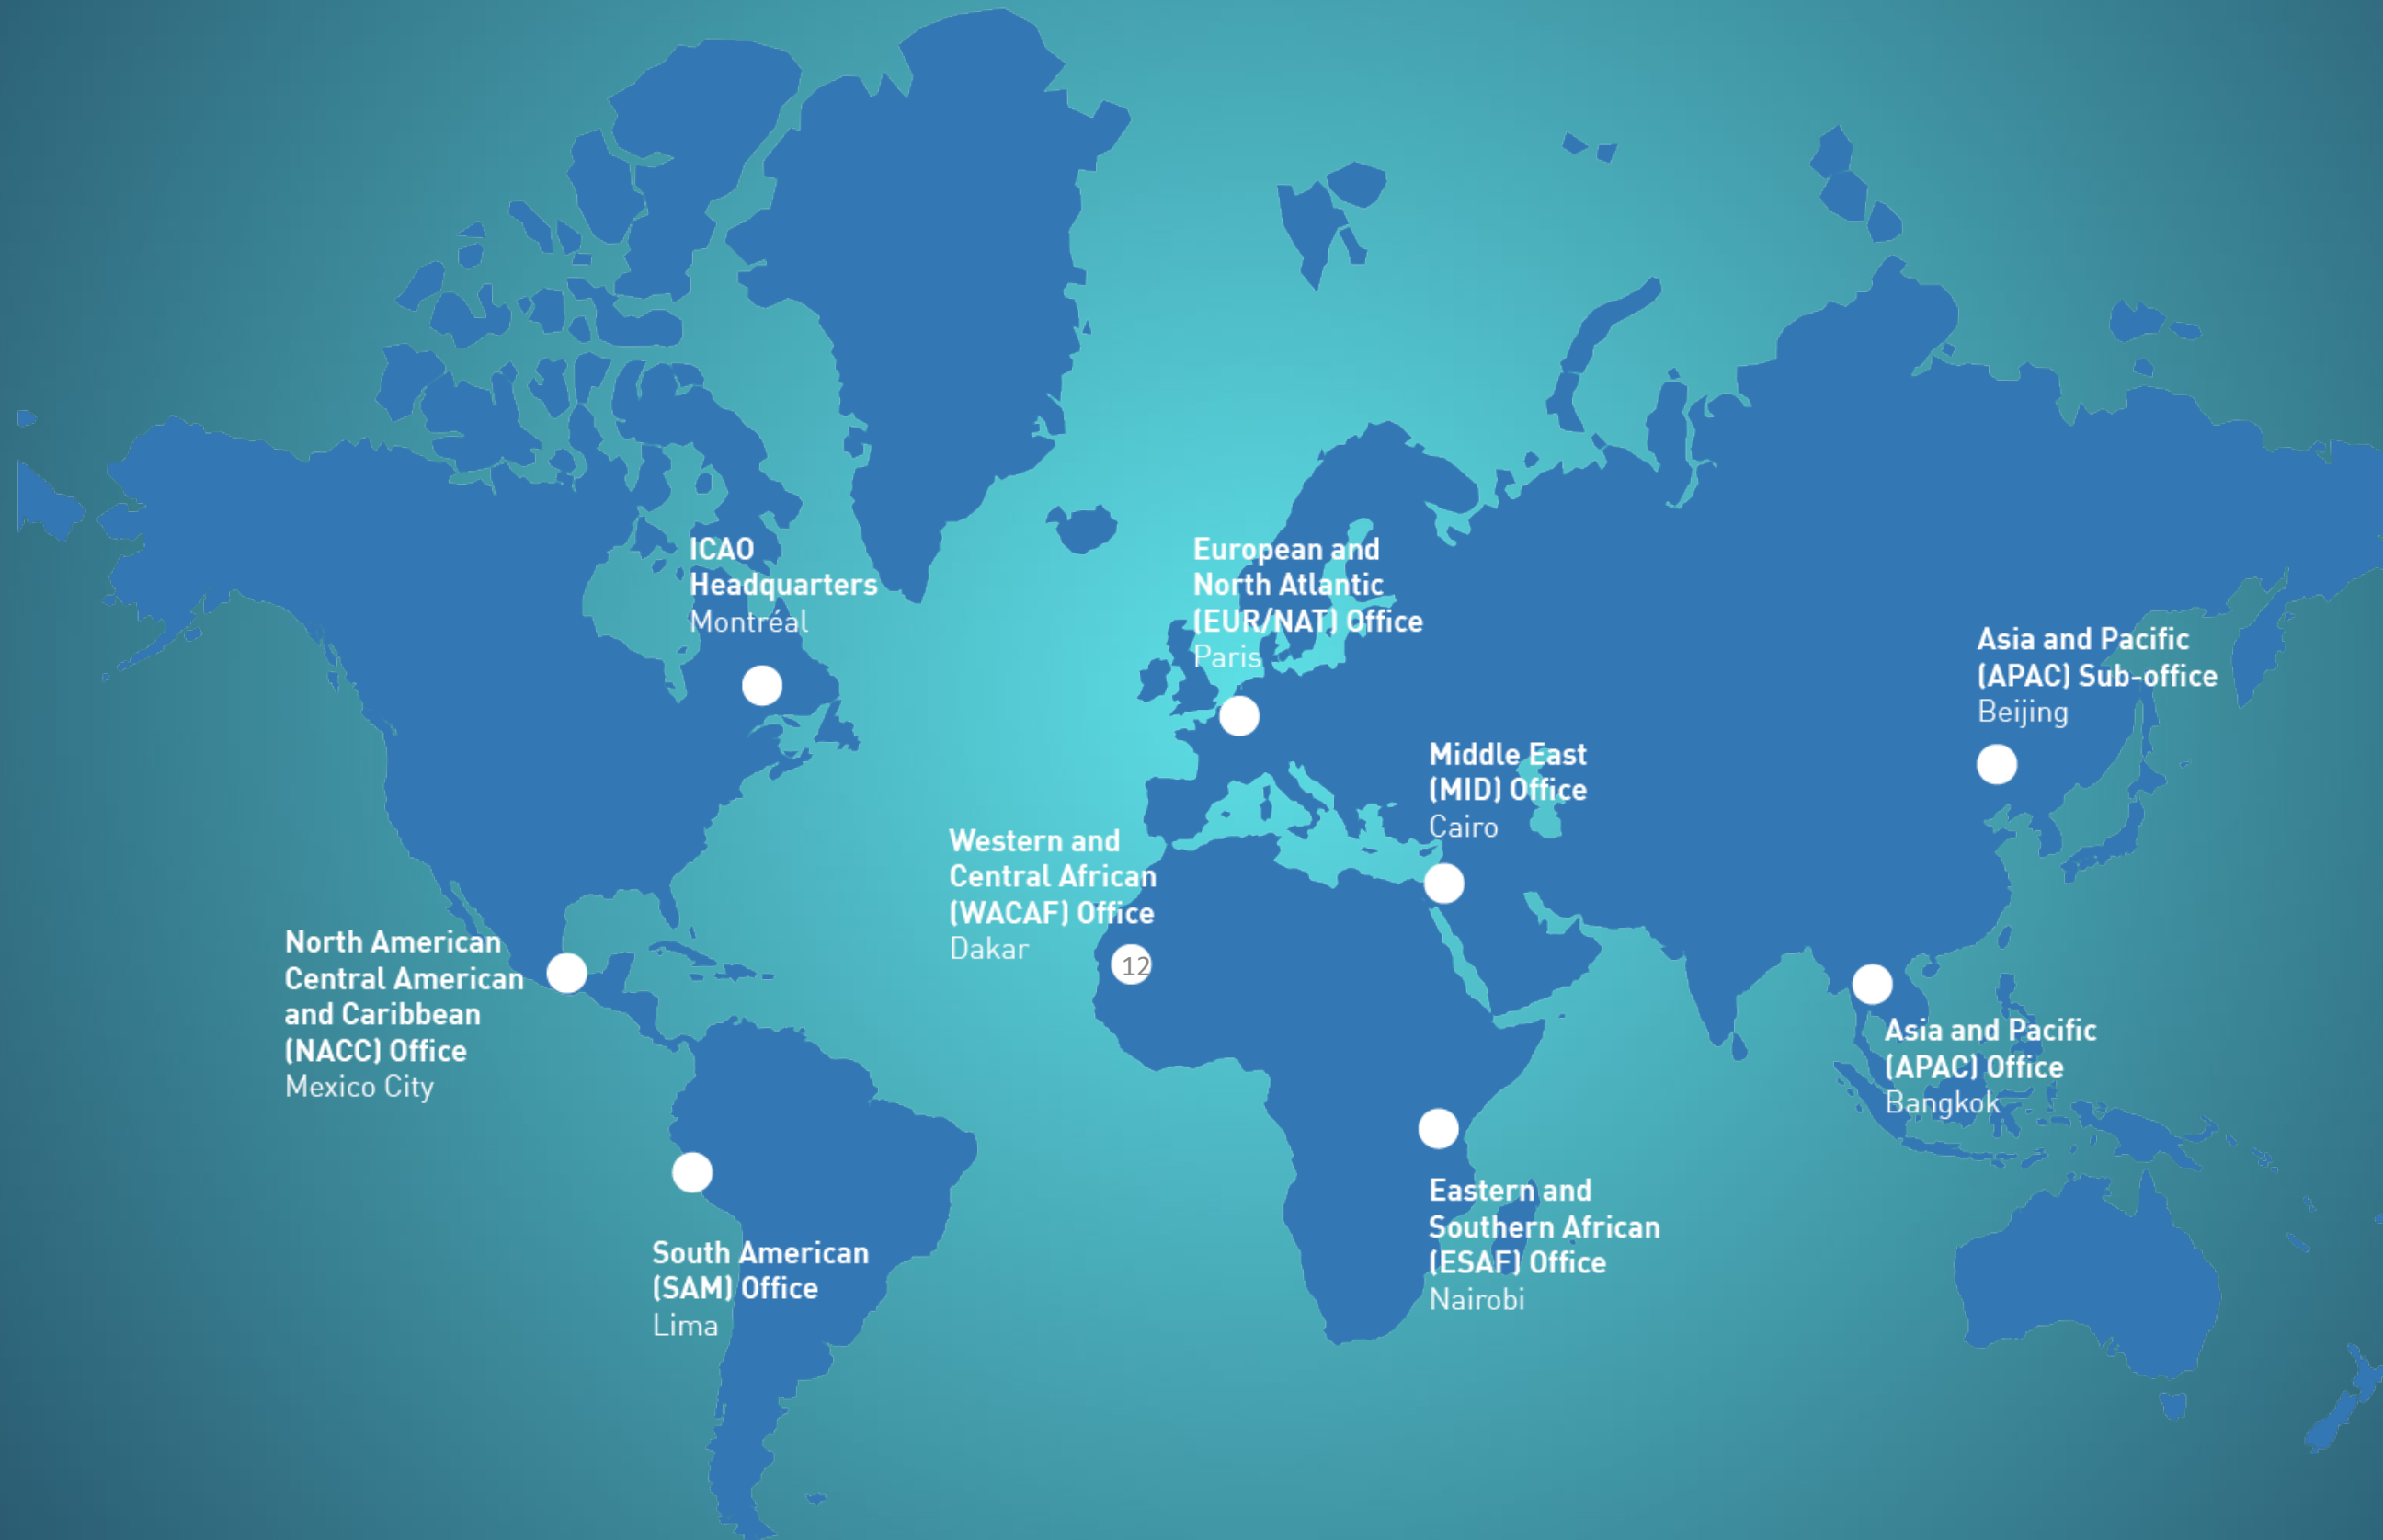 ICAO
Headquarters
Montréal
European and
North Atlantic
(EUR/NAT) Office
Paris
Asia and Pacific
(APAC) Sub-office
Beijing
Middle East
(MID) Office
Cairo
Western and
Central African
(WACAF) Office
Dakar
12
North American
Central American
and Caribbean
(NACC) Office
Mexico City
Asia and Pacific
(APAC) Office
Bangkok
Eastern and
Southern African
(ESAF) Office
Nairobi
South American
(SAM) Office
Lima